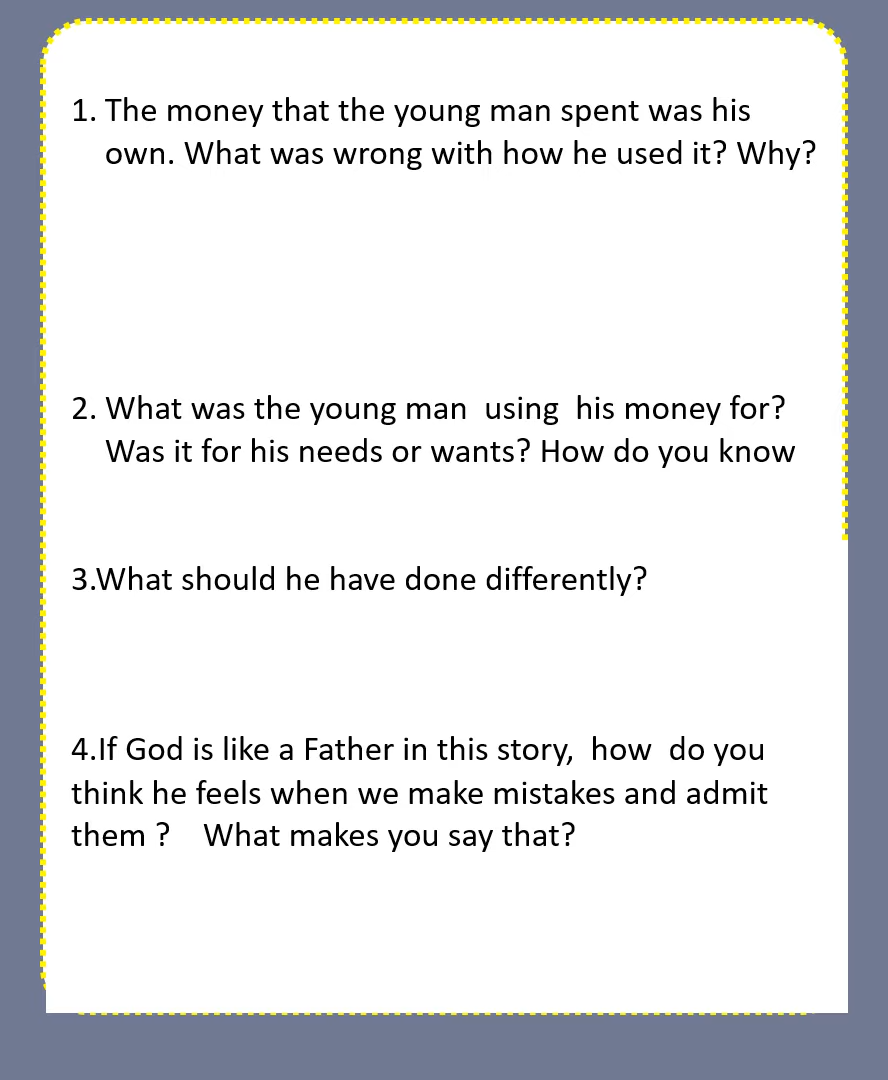 1. The money that the young man spent was his
own. What was wrong with how he used it? Why?
2. What was the young man  using  his money for?
Was it for his needs or wants? How do you know
3.What should he have done differently?
4.If God is like a Father in this story,  how  do you
think he feels when we make mistakes and admit
them ?    What makes you say that?